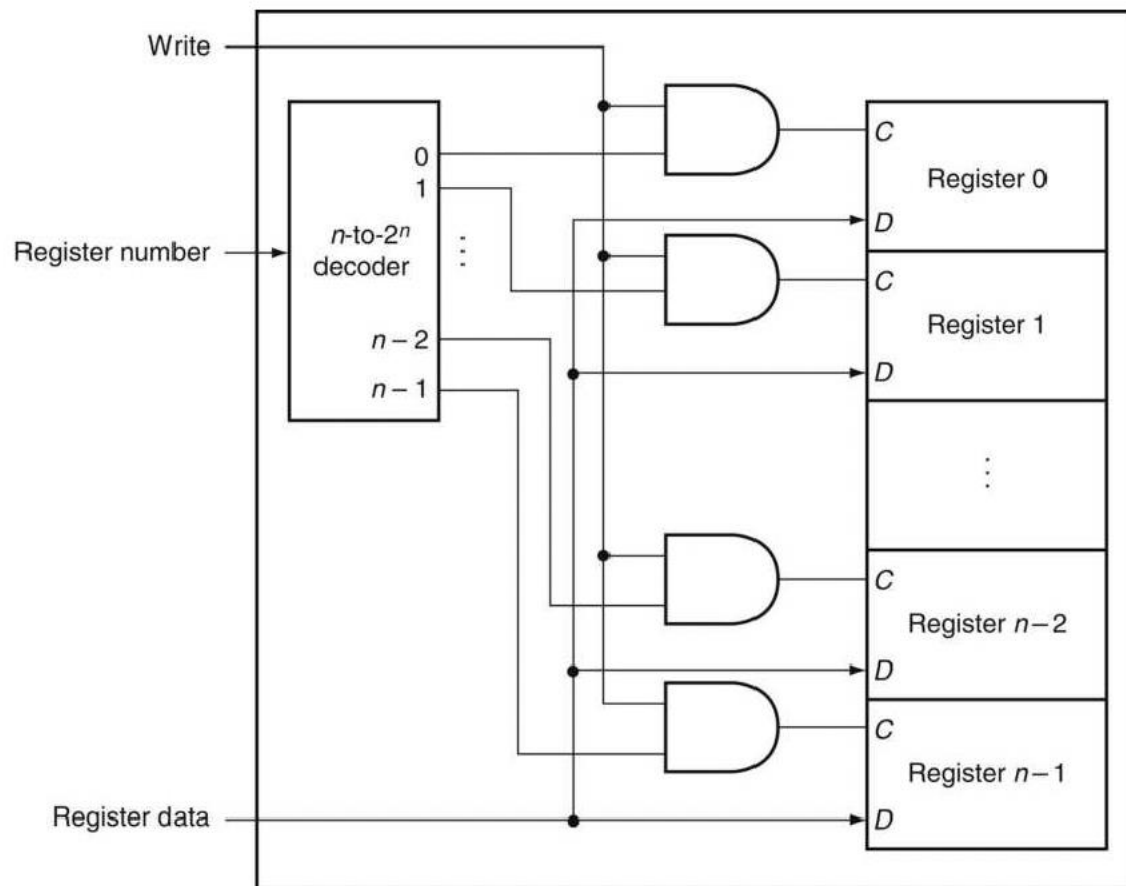 Write
C
0
Register 0
1
D
n-to-2ⁿ
Register number
decoder
⋮
C
Register 1
n – 2
D
n – 1
⋮
C
Register n – 2
D
C
Register n – 1
Register data
D